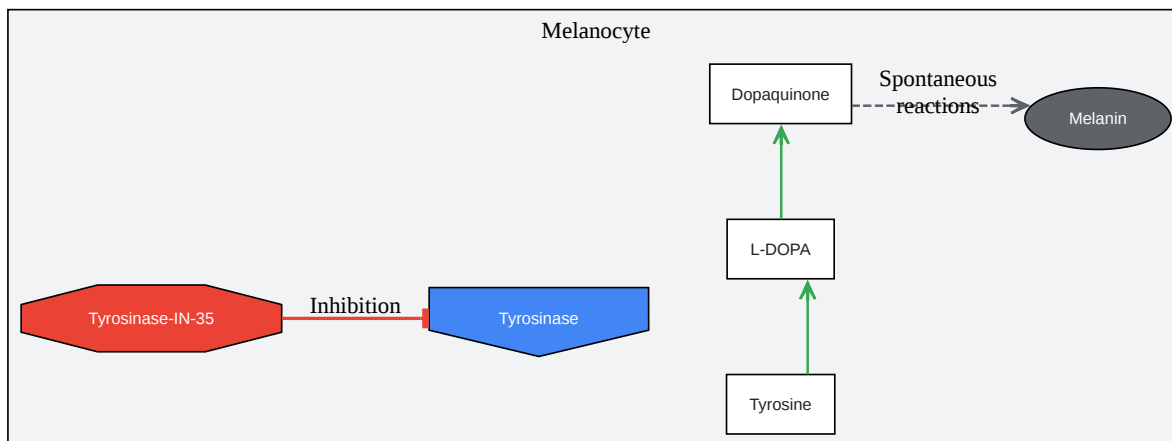 Melanocyte
Dopaquinone
Spontaneous
reactions
Melanin
L-DOPA
Tyrosinase-IN-35
Inhibition
Tyrosinase
Tyrosine